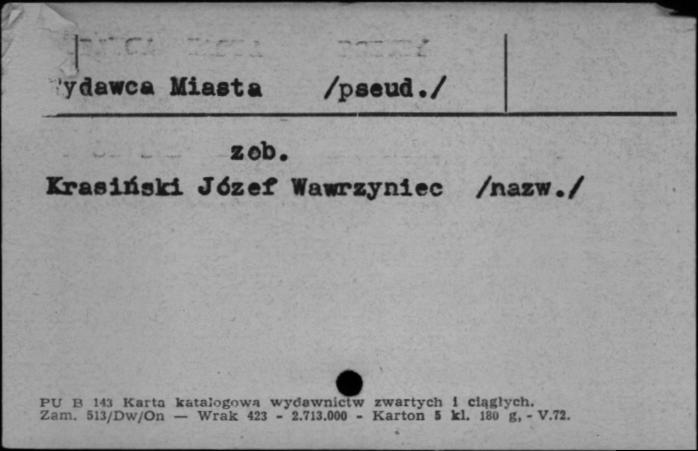 Wydawca Miasta /pseud./
zob.
Krasiński Józef Wawrzyniec /nazw./
PU B 143 Karta katalogowa wydawnictw zwartych i ciągłych.
Zam. 513/Dw/On — Wrak 423 - 2.713.000 - Karton 5 kl. 180 g, - V.72.